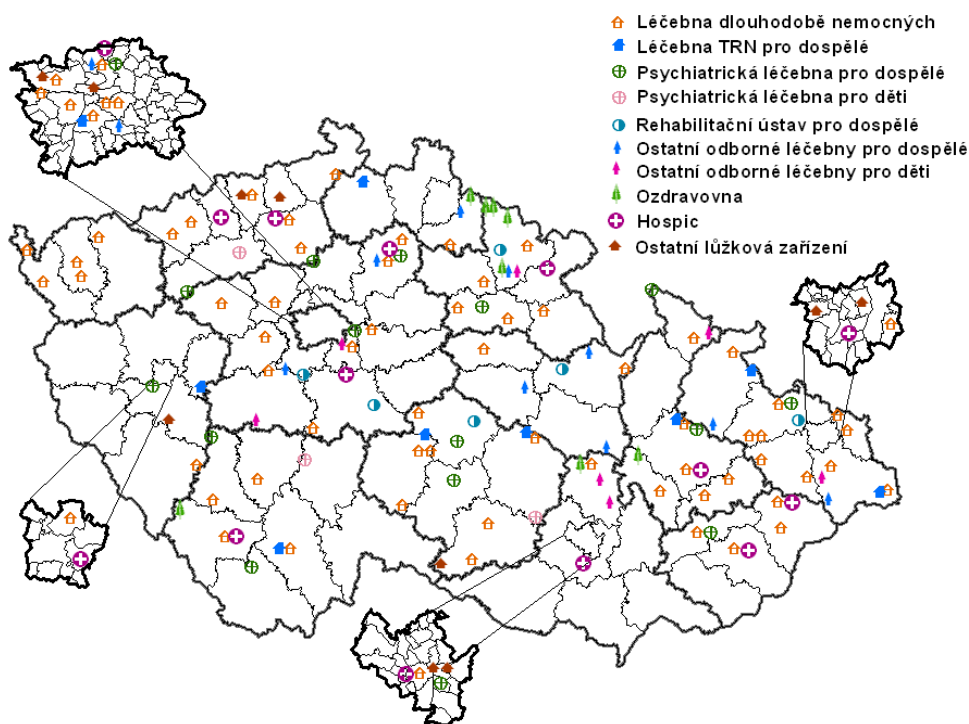 Léčebna dlouhodobě nemocných
Léčebna TRN pro dospělé
Psychiatrická léčebna pro dospělé
Psychiatrická léčebna pro děti
Rehabilitační ústav pro dospělé
Ostatní odborné léčebny pro dospělé
Ostatní odborné léčebny pro děti
Ozdravovna
Hospic
Ostatní lůžková zařízení